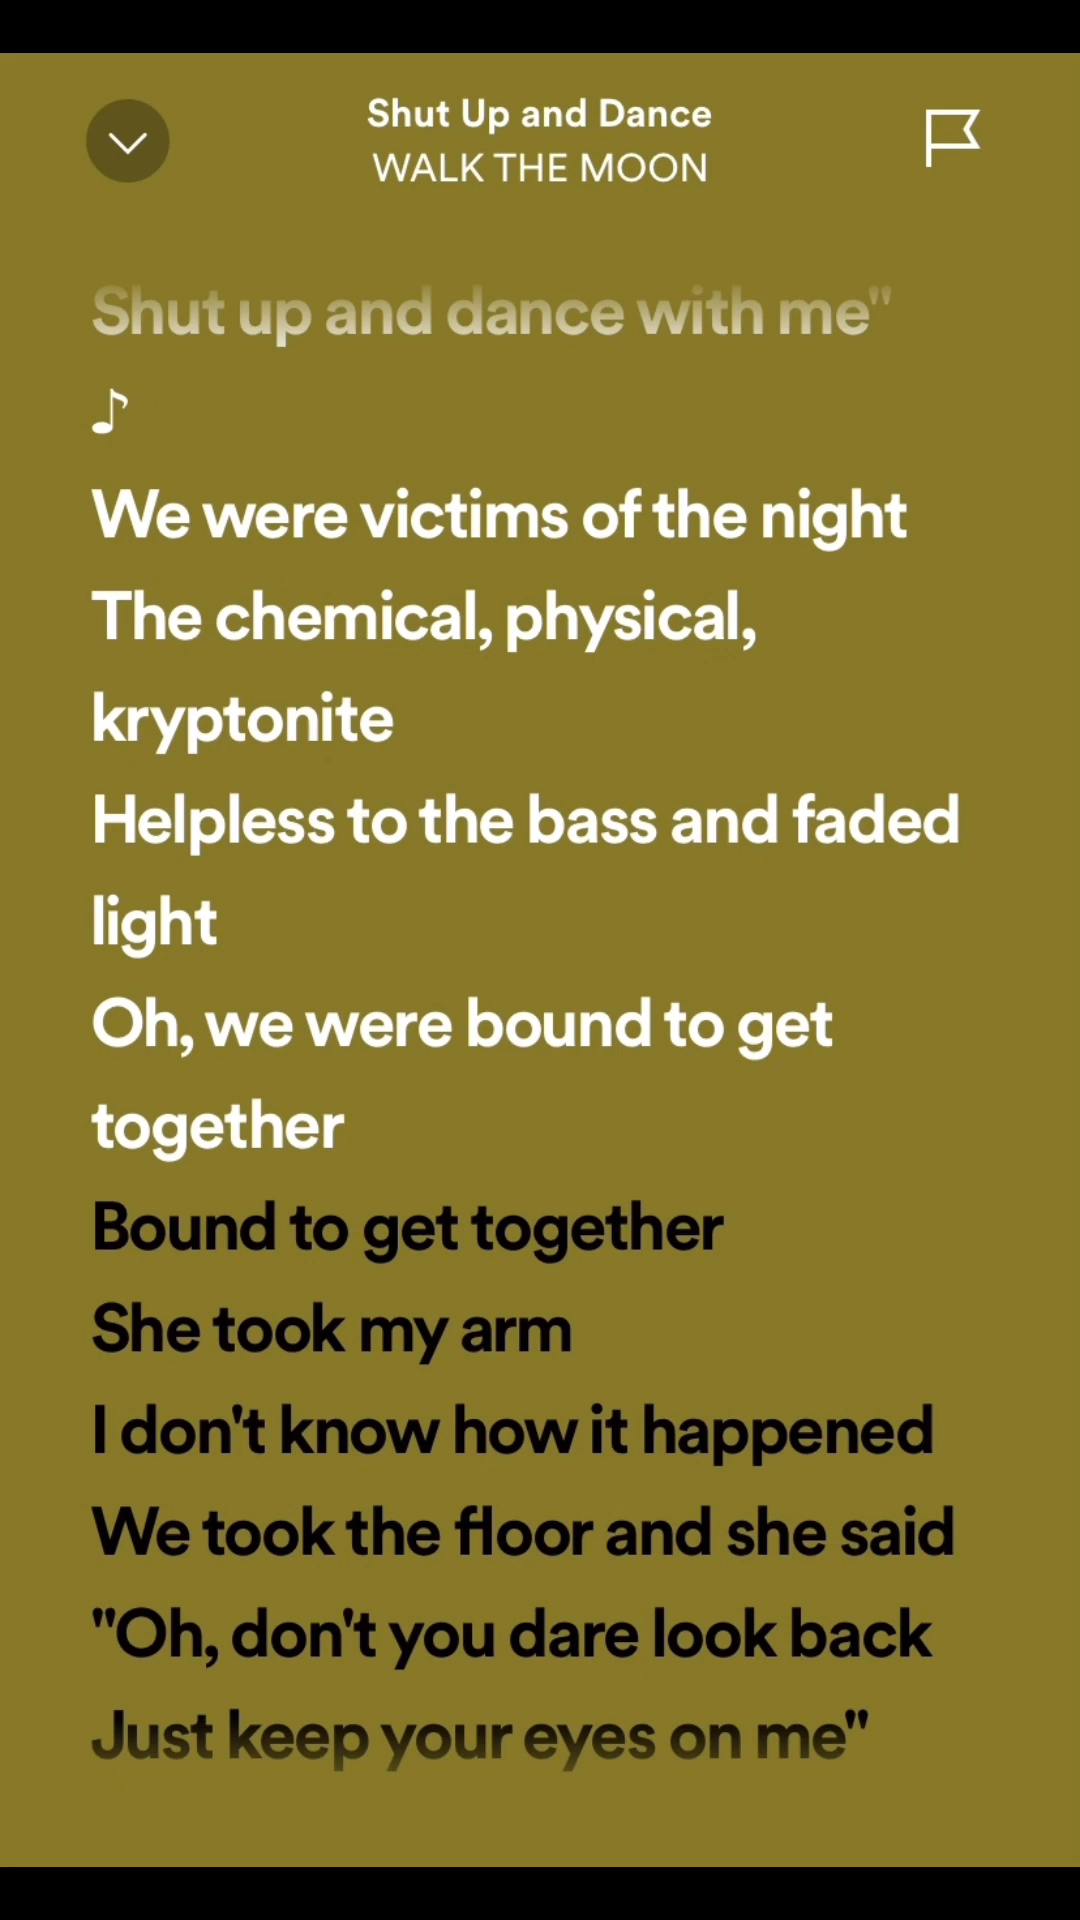 Shut Up and Dance
WALK THE MOON
Shut up and dance with me"
♪
We were victims of the night
The chemical, physical,
kryptonite
Helpless to the bass and faded
light
Oh, we were bound to get
together
Bound to get together
She took my arm
I don't know how it happened
We took the floor and she said
"Oh, don't you dare look back
Just keep your eyes on me"